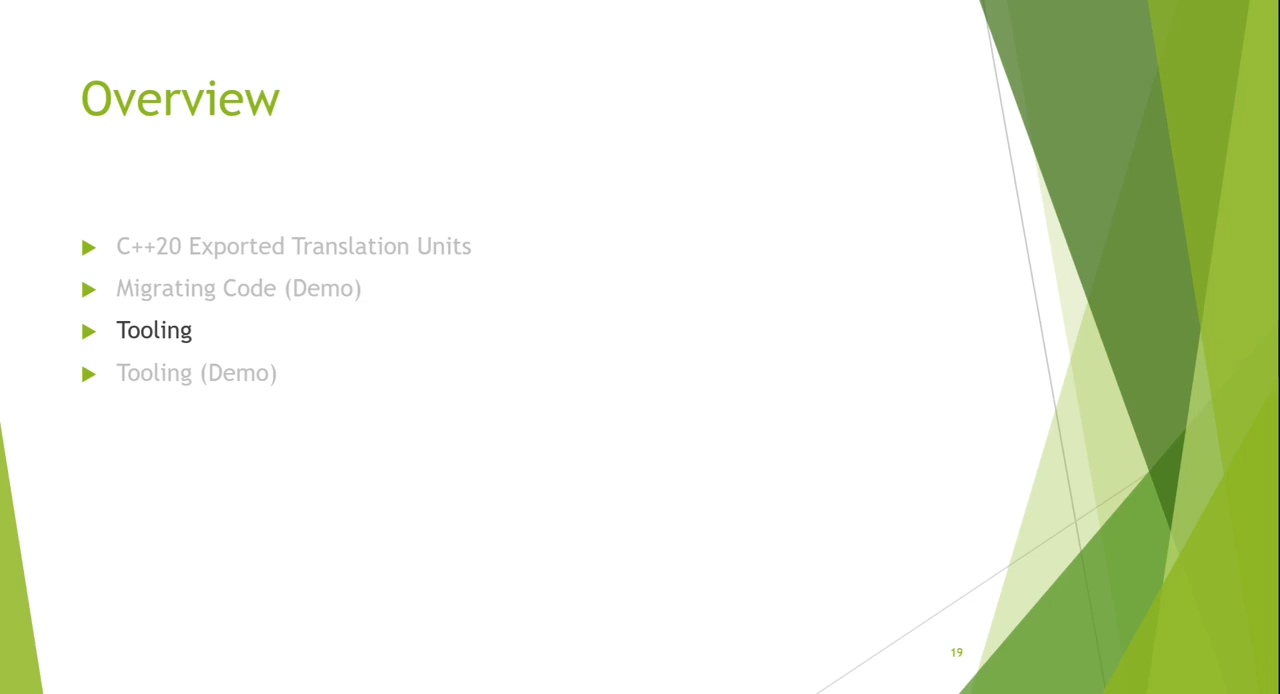 Overview
C++20 Exported Translation Units
Migrating Code (Demo)
Tooling
Tooling (Demo)
19